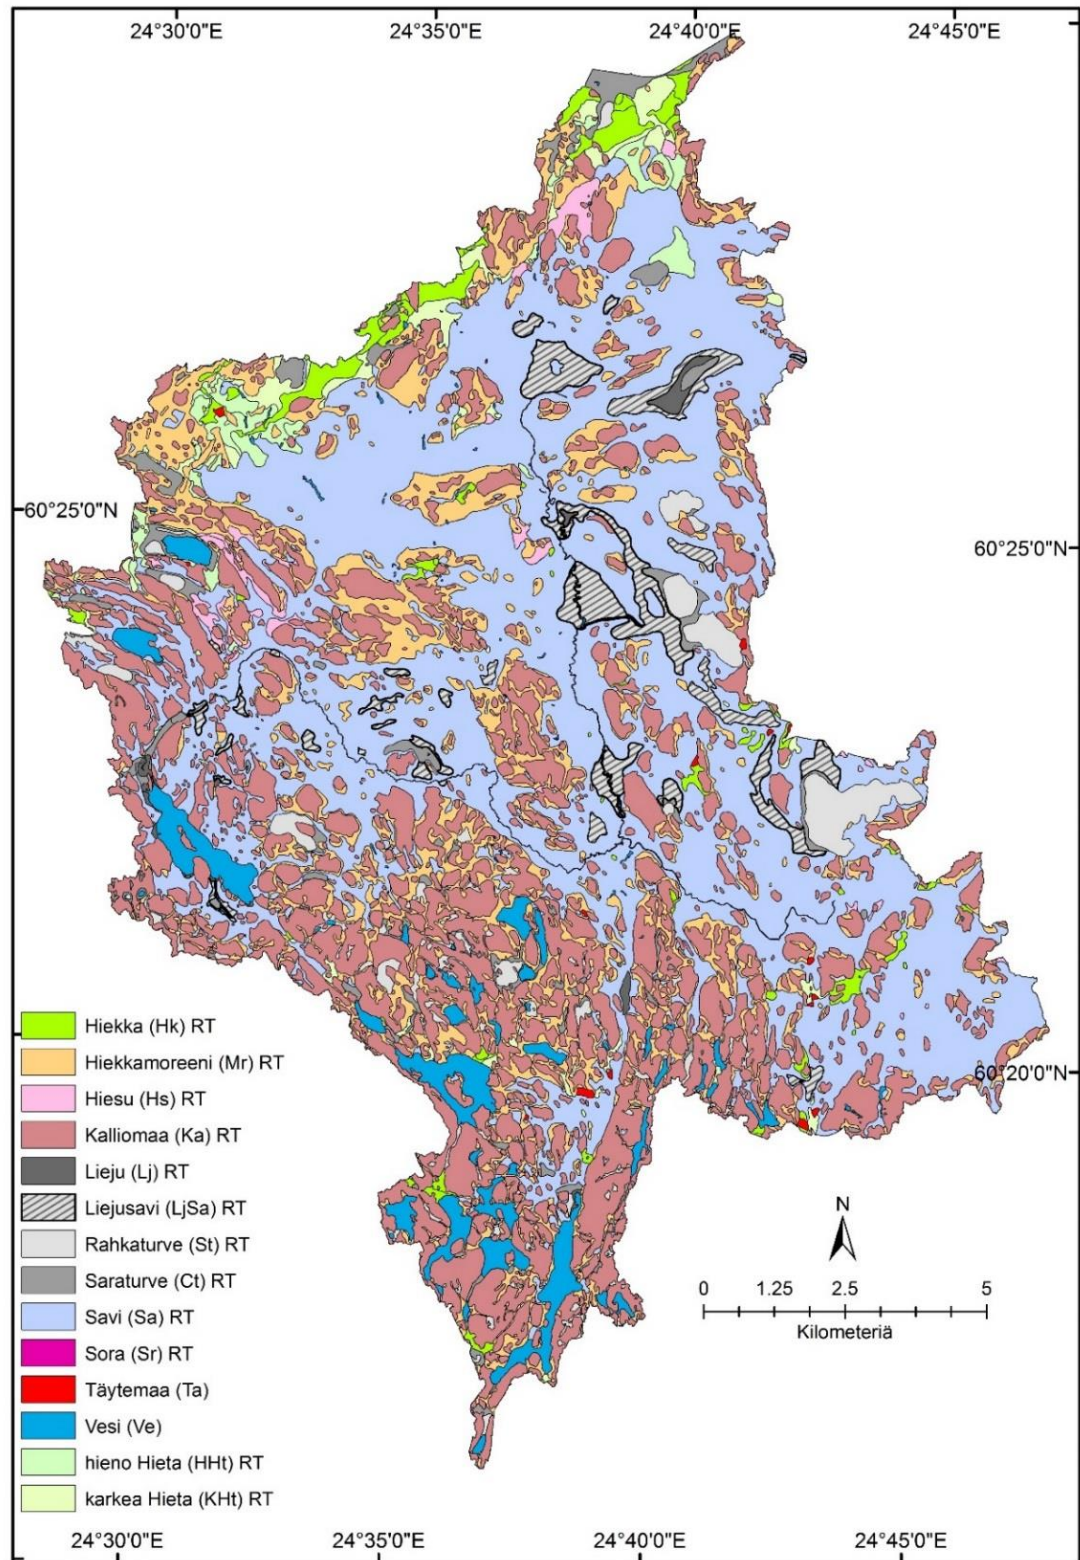 24°30'0"E 24°35'0"E 24°40'0"E 24°45'0"E
60°25'0"N
60°25'0"N
Hiekka (Hk) RT
Hiekkamoreeni (Mr) RT
Hiesu (Hs) RT
Kalliomaa (Ka) RT
Lieju (Lj) RT
Liejusavi (LjSa) RT
Rahkaturve (St) RT
Saraturve (Ct) RT
Savi (Sa) RT
Sora (Sr) RT
Täytemaa (Ta)
Vesi (Ve)
hieno Hieta (HHt) RT
karkea Hieta (KHt) RT
60°20'0"N
N
0 1.25 2.5 5
Kilometeriä
24°30'0"E 24°35'0"E 24°40'0"E 24°45'0"E